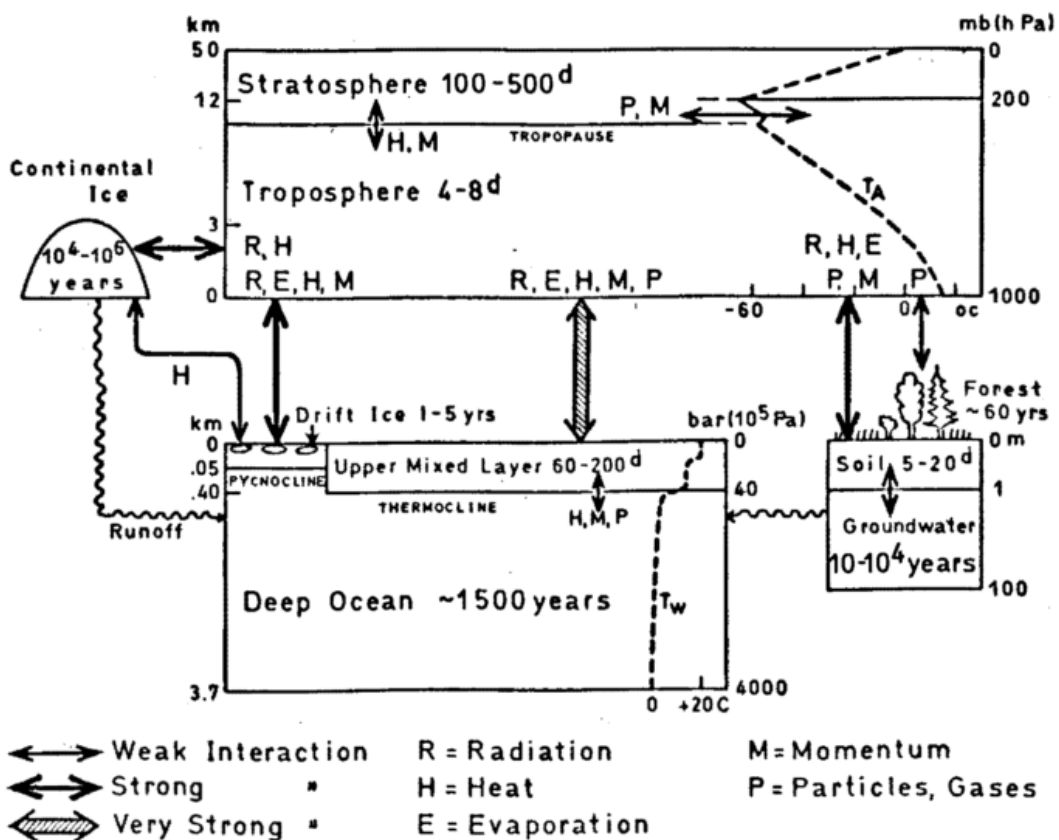 km
mb (h Pa)
50
0
Stratosphere 100-500d
12
200
P, M
H, M
TROPOPAUSE
Continental
Ice
Troposphere 4-8d
TA
3
10⁴-10⁶
years
R, H
R, H, E
R, E, H, M
R, E, H, M, P
P, M
P
0
-60
0
oc
1000
H
Forest
~60 yrs
km
Drift Ice 1-5 yrs
bar (10⁵ Pa)
0
0
0 m
.05
Upper Mixed Layer 60-200d
Soil 5-20d
PYCNOCLINE
.40
40
1
THERMOCLINE
H, M, P
Runoff
Groundwater
10-10⁴ years
Deep Ocean ~1500 years
TW
100
3.7
4000
0
+20C
Weak Interaction
R = Radiation
M = Momentum
Strong "
H = Heat
P = Particles, Gases
Very Strong "
E = Evaporation